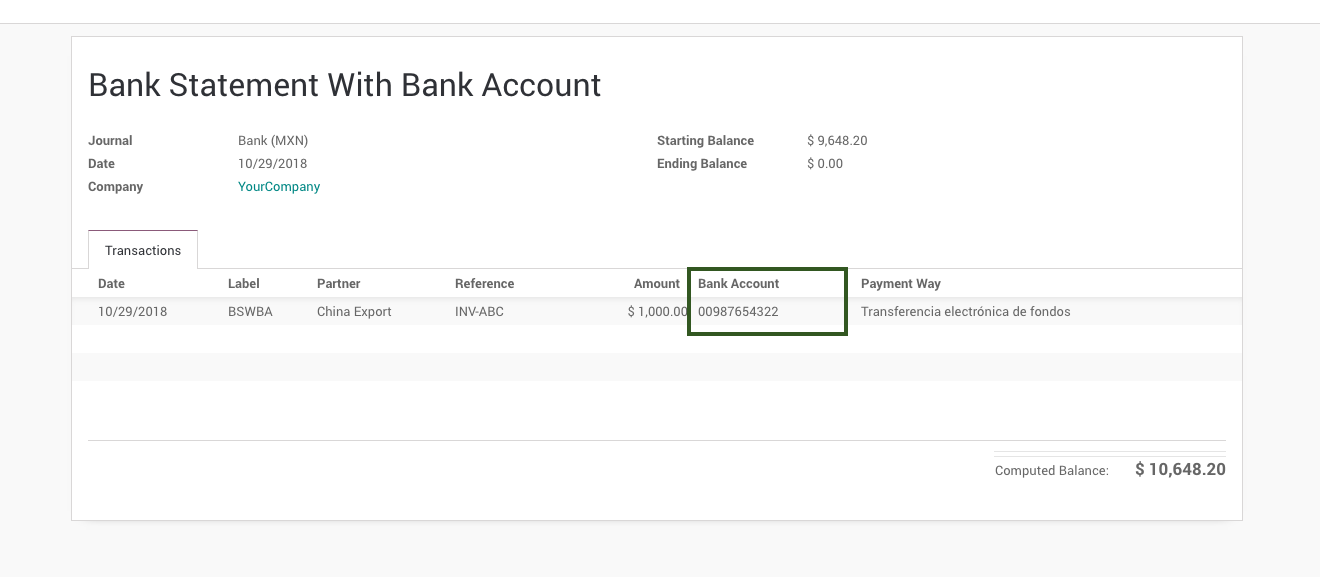 Bank Statement With Bank Account
Journal Bank (MXN) Starting Balance $ 9,648.20
Date 10/29/2018 Ending Balance $ 0.00
Company YourCompany
Transactions
Date Label Partner Reference Amount Bank Account Payment Way
10/29/2018 BSWBA China Export INV-ABC $ 1,000.00 00987654322 Transferencia electrónica de fondos
Computed Balance: $ 10,648.20